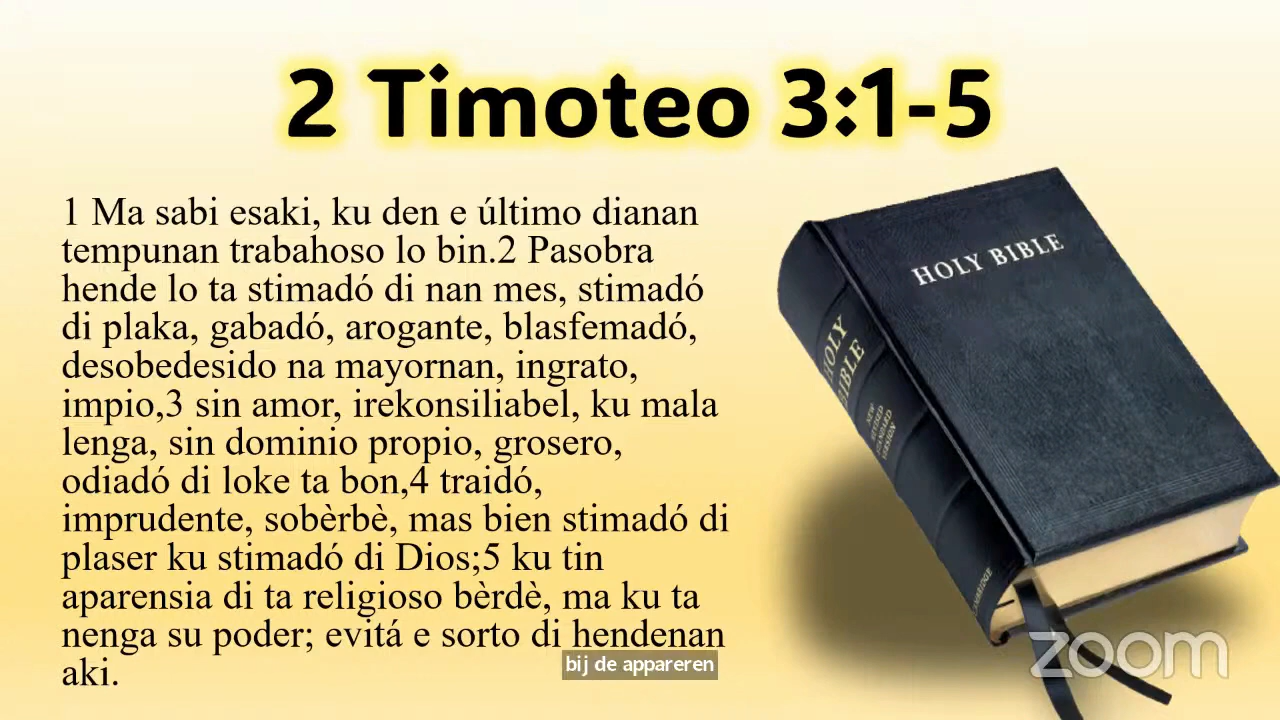 2 Timoteo 3:1-5
1 Ma sabi esaki, ku den e último dianan
tempunan trabahoso lo bin.2 Pasobra
hende lo ta stimadó di nan mes, stimadó
di plaka, gabadó, arogante, blasfemadó,
desobedesido na mayornan, ingrato,
impio,3 sin amor, irekonsiliabel, ku mala
lenga, sin dominio propio, grosero,
odiadó di loke ta bon,4 traidó,
imprudente, sobèrbè, mas bien stimadó di
plaser ku stimadó di Dios;5 ku tin
aparensia di ta religioso bèrdè, ma ku ta
nenga su poder; evitá e sorto di hendenan
aki.
bij de appareren
HOLY BIBLE
HOLY
BIBLE
NEW
REVISED
STANDARD
VERSION
zoom